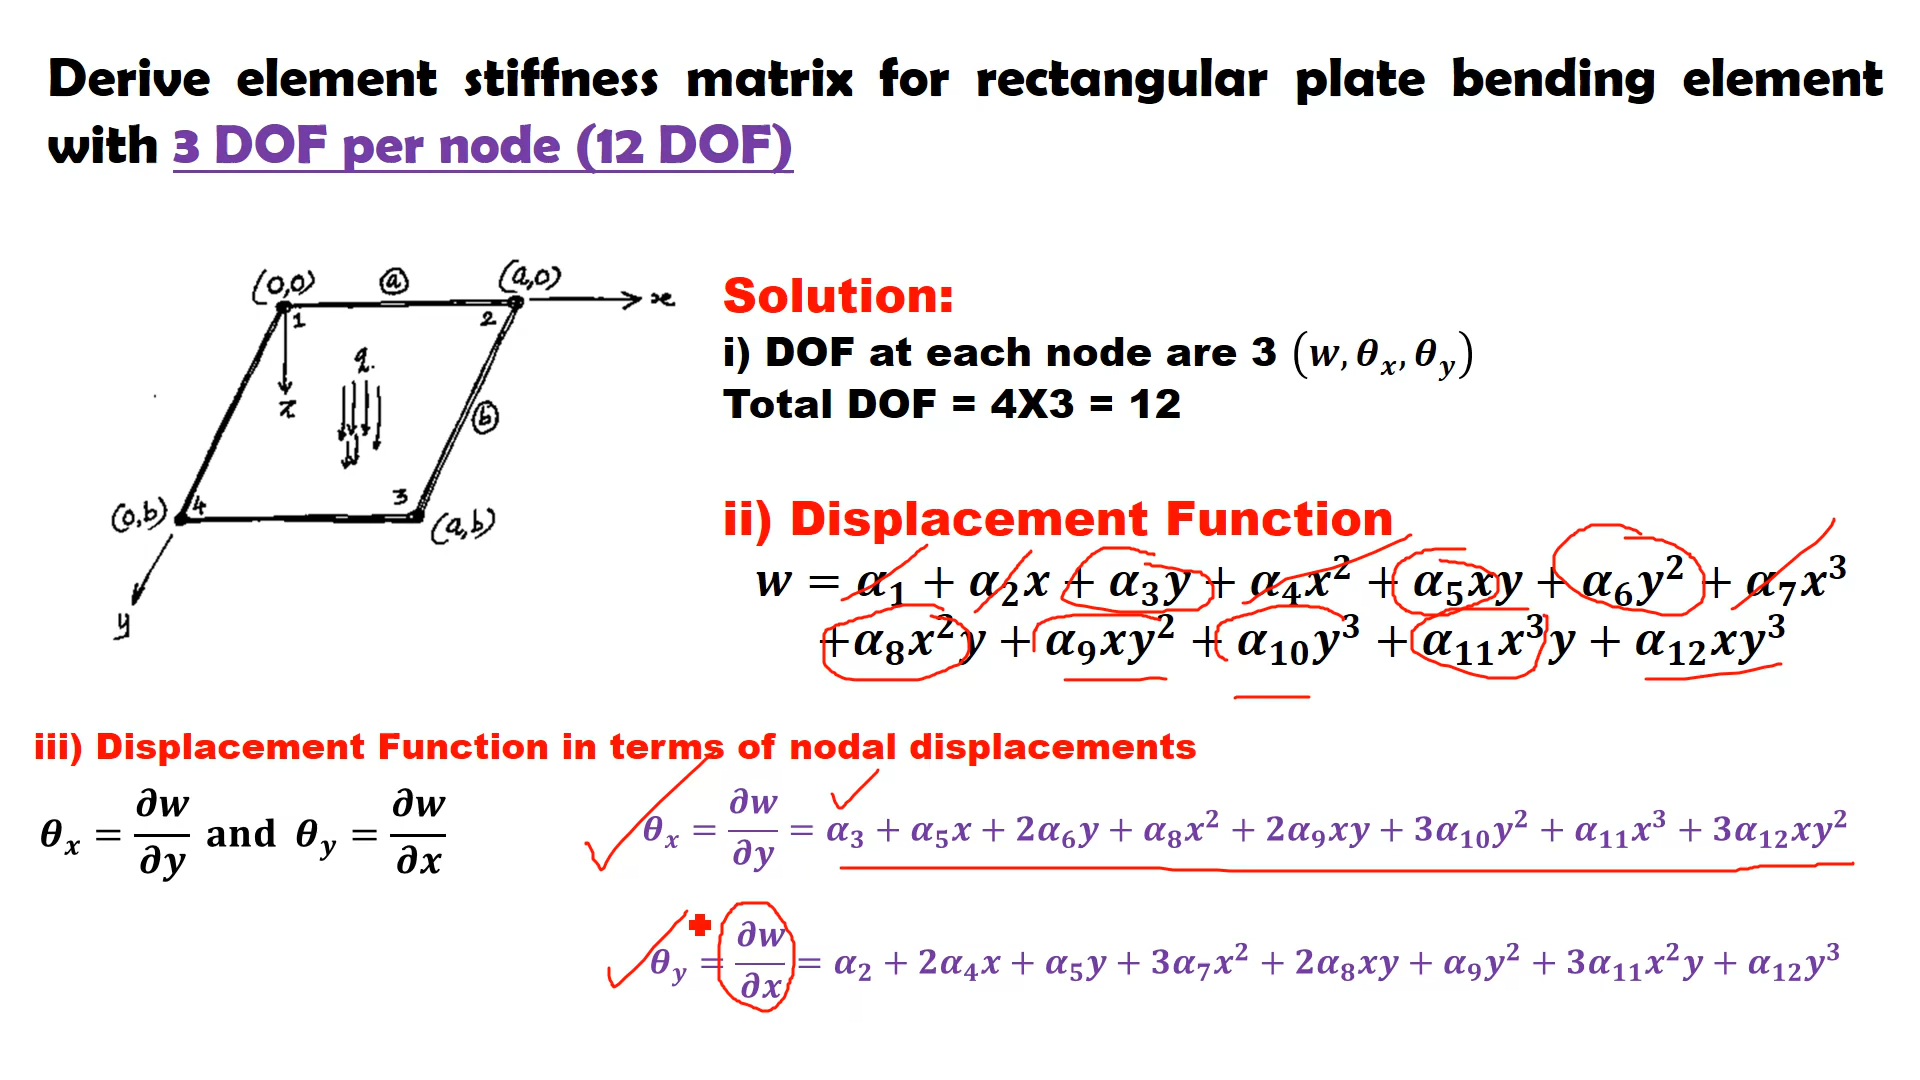 Derive element stiffness matrix for rectangular plate bending element
with 3 DOF per node (12 DOF)
(0,0) a (a,0)
x
1 2
q
z
b
(0,b) 4 3 (a,b)
y
Solution:
i) DOF at each node are 3 (w, θₓ, θ_y)
Total DOF = 4X3 = 12
ii) Displacement Function
w = α₁ + α₂x + α₃y + α₄x² + α₅xy + α₆y² + α₇x³
+α₈x²y + α₉xy² + α₁₀y³ + α₁₁x³y + α₁₂xy³
iii) Displacement Function in terms of nodal displacements
θₓ = ∂w/∂y and θ_y = ∂w/∂x
θₓ = ∂w/∂y = α₃ + α₅x + 2α₆y + α₈x² + 2α₉xy + 3α₁₀y² + α₁₁x³ + 3α₁₂xy²
θ_y = ∂w/∂x = α₂ + 2α₄x + α₅y + 3α₇x² + 2α₈xy + α₉y² + 3α₁₁x²y + α₁₂y³